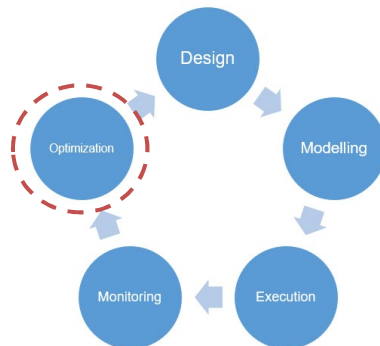 Design
Modelling
Execution
Monitoring
Optimization